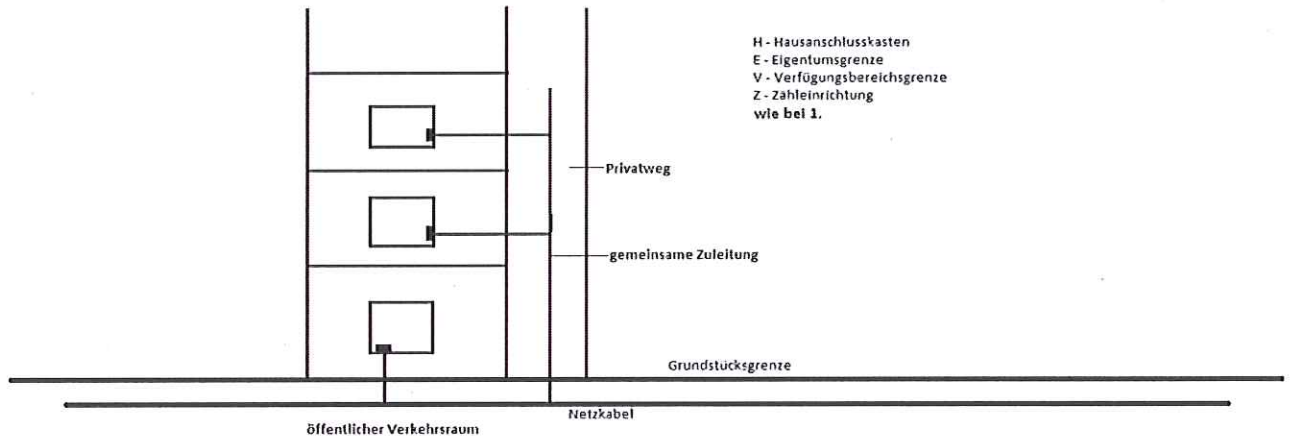 H - Hausanschlusskasten
E - Eigentumsgrenze
V - Verfügungsbereichsgrenze
Z - Zähleinrichtung
wie bei 1.
Privatweg
gemeinsame Zuleitung
Grundstücksgrenze
Netzkabel
öffentlicher Verkehrsraum